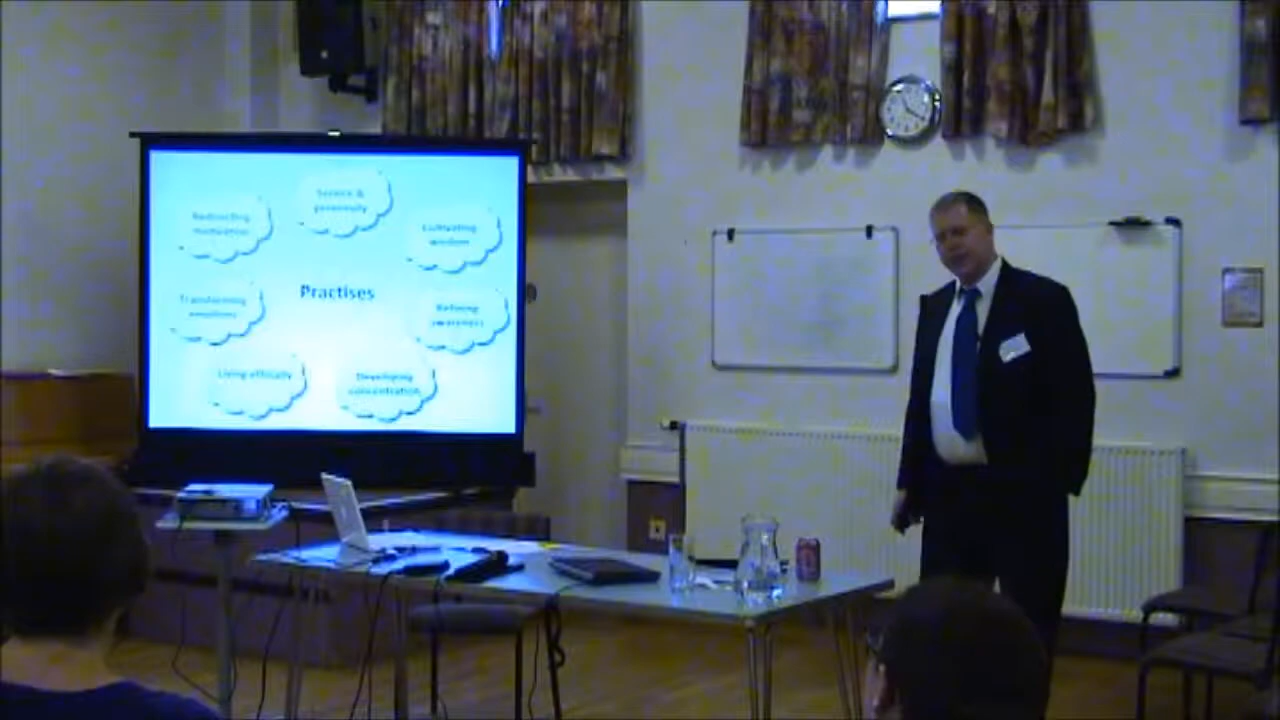 Service &
generosity
Redirecting
motivation
Cultivating
wisdom
Transforming
emotions
Practises
Refining
awareness
Living ethically
Developing
concentration